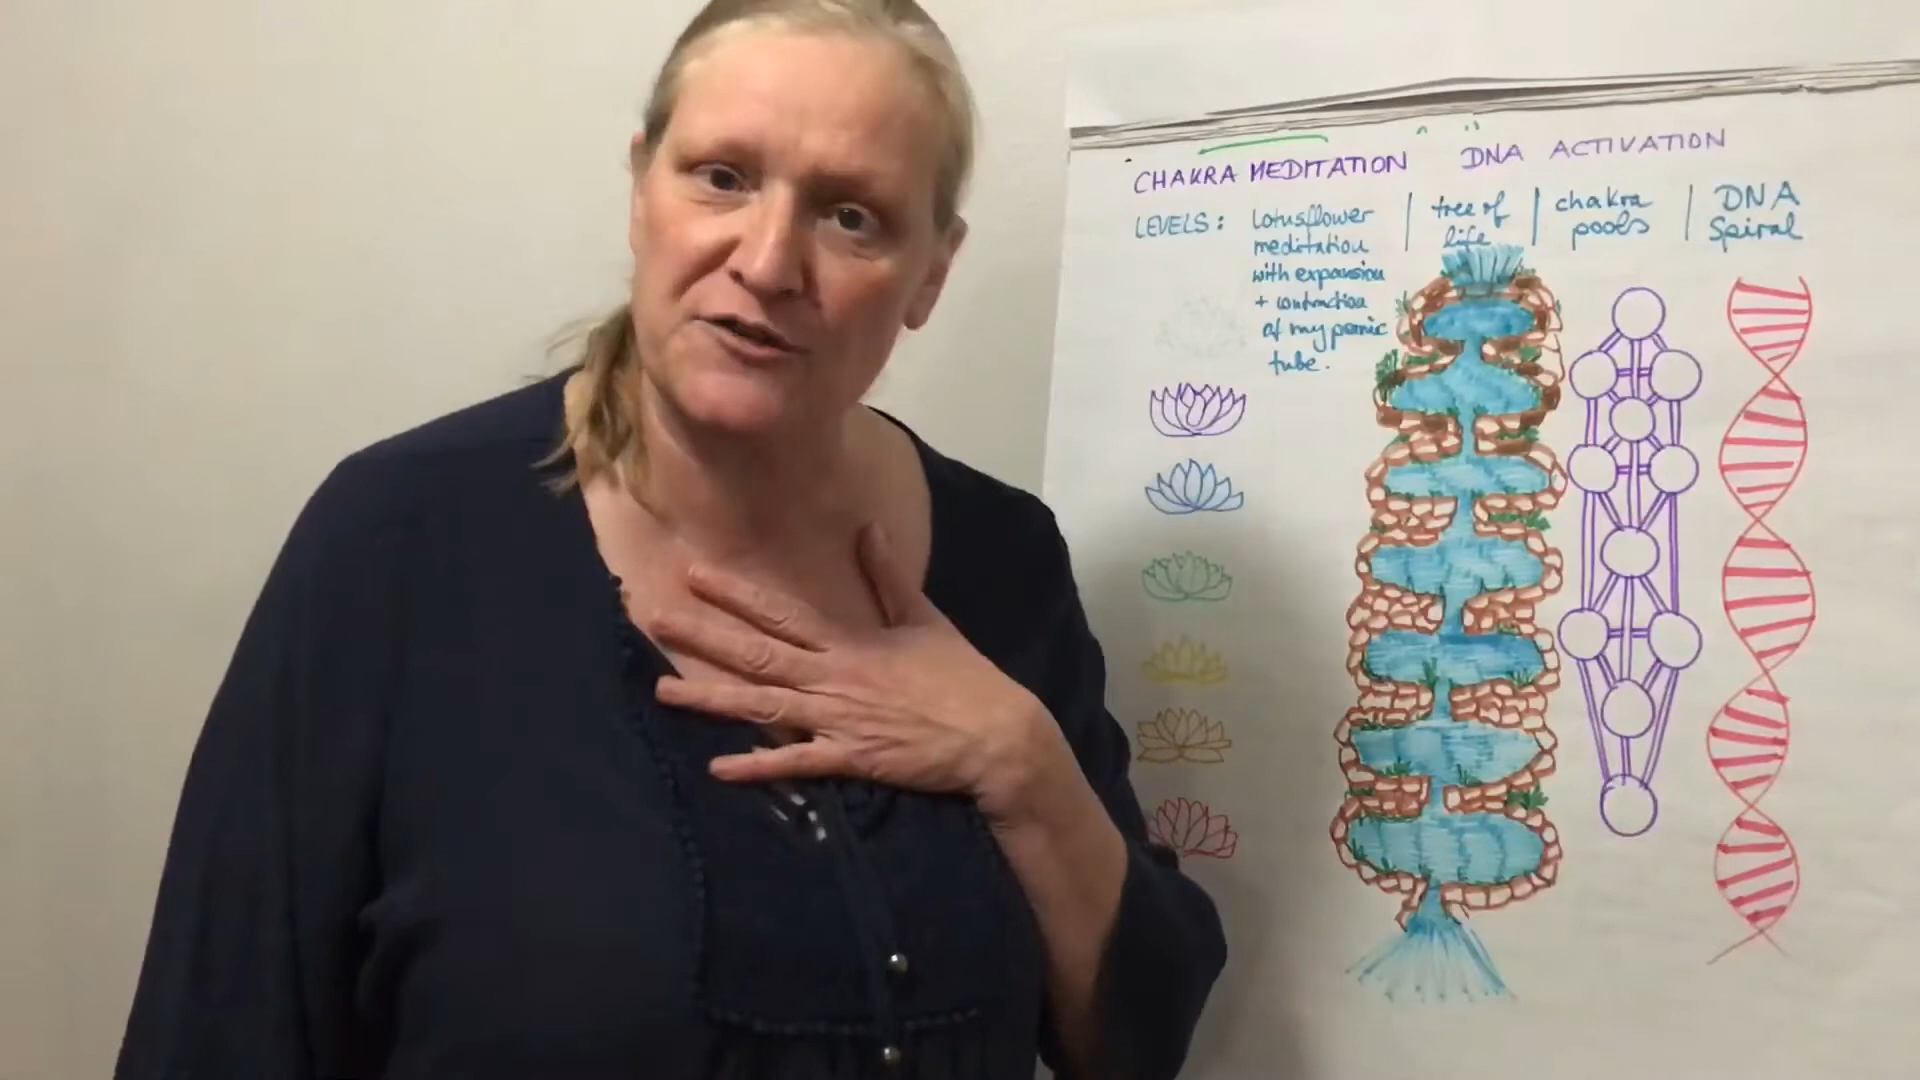 CHAKRA MEDITATION DNA ACTIVATION
LEVELS: Lotusflower | tree of | chakra | DNA
meditation life pools Spiral
with expansion
+ contraction
of my pranic
tube.